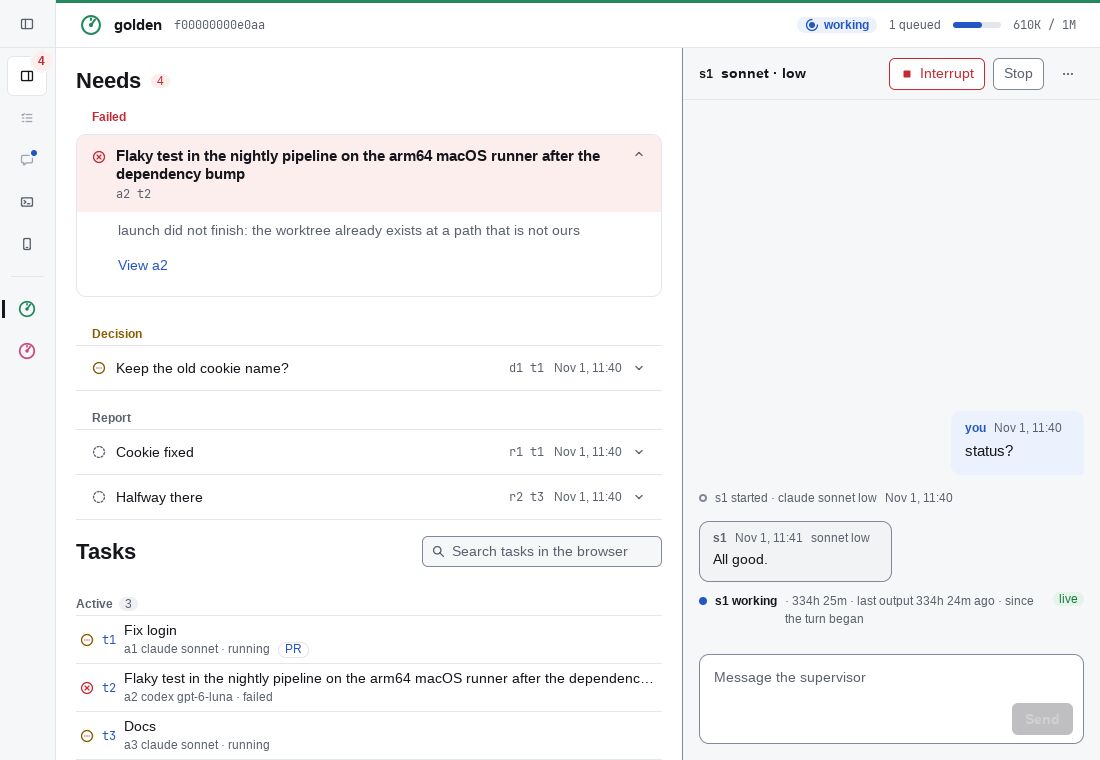 golden f00000000e0aa
working 1 queued 610K / 1M
4
Needs 4
Failed
Flaky test in the nightly pipeline on the arm64 macOS runner after the
dependency bump
a2 t2
launch did not finish: the worktree already exists at a path that is not ours
View a2
Decision
Keep the old cookie name? d1 t1 Nov 1, 11:40
Report
Cookie fixed r1 t1 Nov 1, 11:40
Halfway there r2 t3 Nov 1, 11:40
Tasks
Search tasks in the browser
Active 3
t1 Fix login
a1 claude sonnet · running PR
t2 Flaky test in the nightly pipeline on the arm64 macOS runner after the dependenc…
a2 codex gpt-6-luna · failed
t3 Docs
a3 claude sonnet · running
s1 sonnet · low
Interrupt
Stop
you Nov 1, 11:40
status?
s1 started · claude sonnet low Nov 1, 11:40
s1 Nov 1, 11:41 sonnet low
All good.
s1 working · 334h 25m · last output 334h 24m ago · since
the turn began
live
Message the supervisor
Send